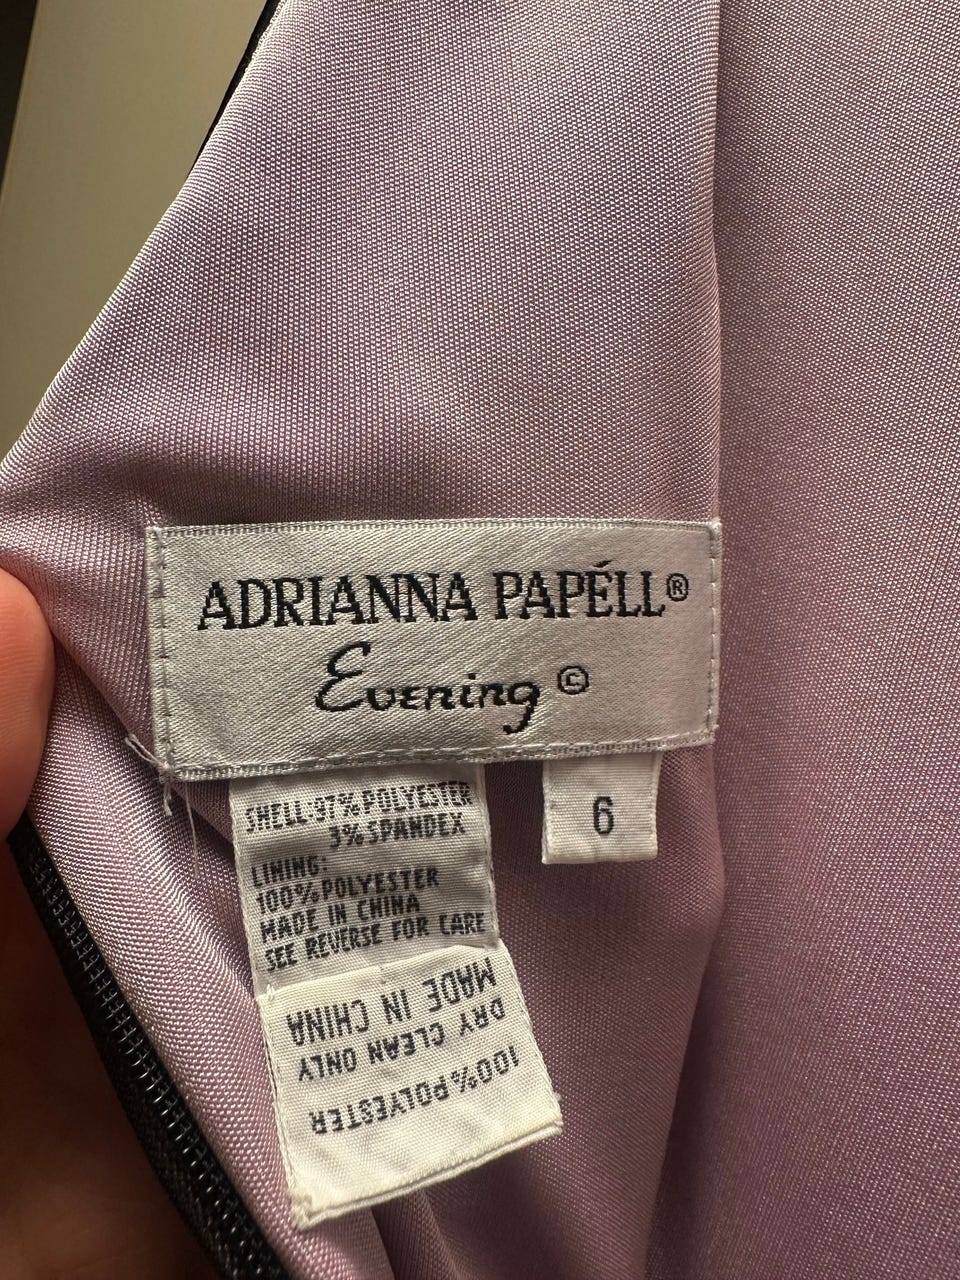 ADRIANNA PAPÉLL®
Evening ©
6
SHELL:97%POLYESTER
3%SPANDEX
LINING:
100%POLYESTER
MADE IN CHINA
SEE REVERSE FOR CARE
100%POLYESTER
DRY CLEAN ONLY
MADE IN CHINA